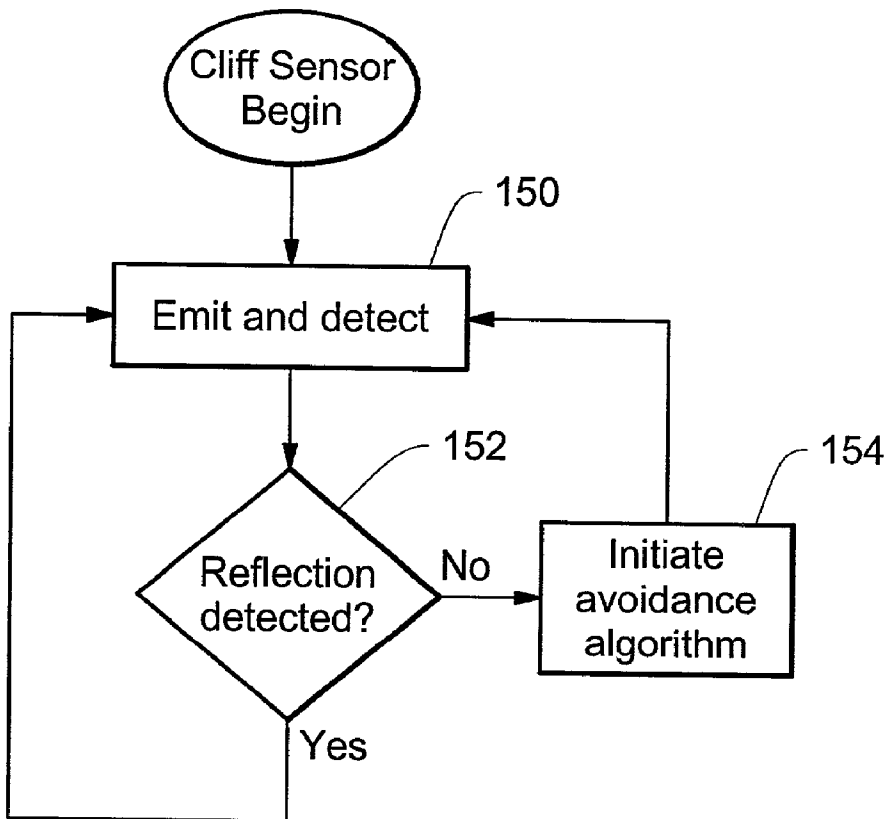 Cliff Sensor
Begin
150
Emit and detect
152
154
Reflection
detected?
No
Initiate
avoidance
algorithm
Yes